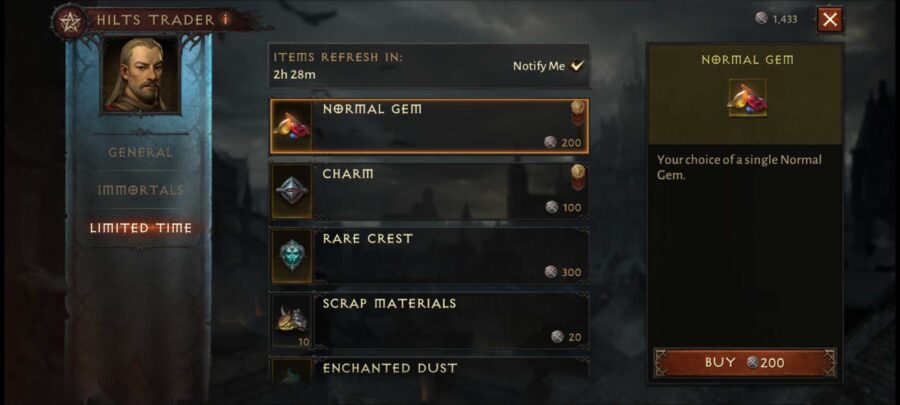 HILTS TRADER
1,433
GENERAL
IMMORTALS
LIMITED TIME
ITEMS REFRESH IN:
2h 28m
Notify Me
NORMAL GEM
200
CHARM
100
RARE CREST
300
SCRAP MATERIALS
10
20
ENCHANTED DUST
NORMAL GEM
Your choice of a single Normal
Gem.
BUY 200